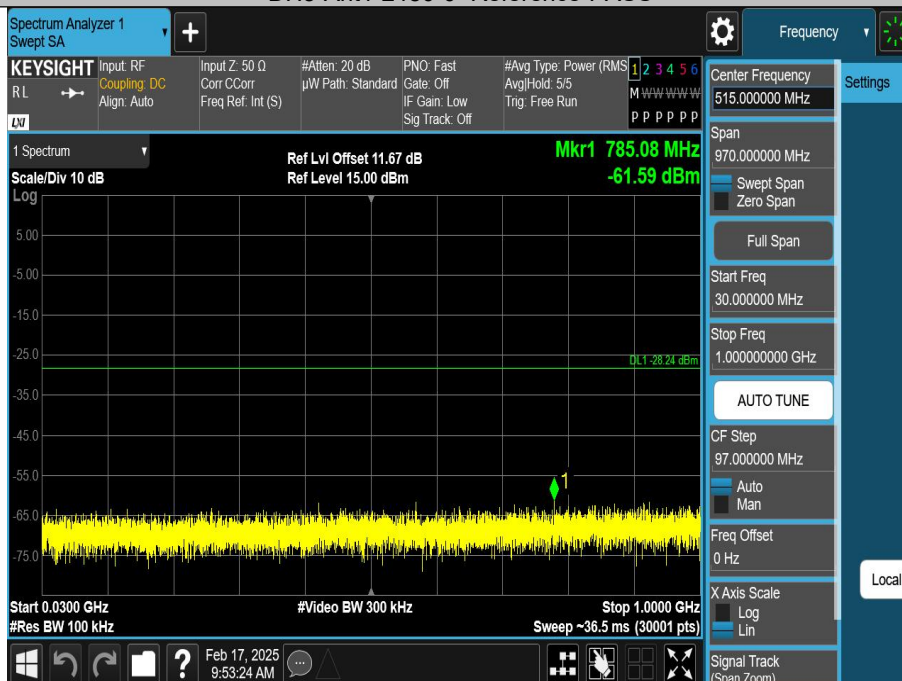 Spectrum Analyzer 1
Swept SA
Frequency
KEYSIGHT
RL
LXI
Input: RF
Coupling: DC
Align: Auto
Input Z: 50 Ω
Corr CCorr
Freq Ref: Int (S)
#Atten: 20 dB
µW Path: Standard
PNO: Fast
Gate: Off
IF Gain: Low
Sig Track: Off
#Avg Type: Power (RMS
Avg|Hold: 5/5
Trig: Free Run
1 2 3 4 5 6
M W W W W W
P P P P P P
Center Frequency
515.000000 MHz
Settings
1 Spectrum
Scale/Div 10 dB
Ref Lvl Offset 11.67 dB
Ref Level 15.00 dBm
Mkr1 785.08 MHz
-61.59 dBm
Log
5.00
-5.00
-15.0
-25.0
-35.0
-45.0
-55.0
-65.0
-75.0
DL1 -28.24 dBm
1
Start 0.0300 GHz
#Res BW 100 kHz
#Video BW 300 kHz
Stop 1.0000 GHz
Sweep ~36.5 ms (30001 pts)
Span
970.000000 MHz
Swept Span
Zero Span
Full Span
Start Freq
30.000000 MHz
Stop Freq
1.000000000 GHz
AUTO TUNE
CF Step
97.000000 MHz
Auto
Man
Freq Offset
0 Hz
Local
X Axis Scale
Log
Lin
Signal Track
(Span Zoom)
Feb 17, 2025
9:53:24 AM